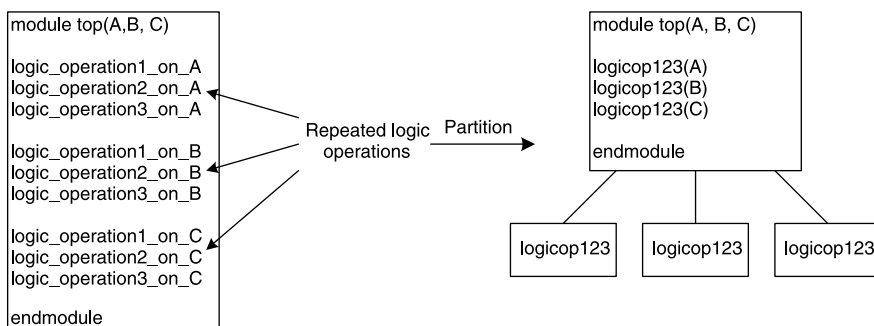 module top(A,B, C)
logic_operation1_on_A
logic_operation2_on_A
logic_operation3_on_A
logic_operation1_on_B
logic_operation2_on_B
logic_operation3_on_B
logic_operation1_on_C
logic_operation2_on_C
logic_operation3_on_C
endmodule
Repeated logic
operations
Partition
module top(A, B, C)
logicop123(A)
logicop123(B)
logicop123(C)
endmodule
logicop123
logicop123
logicop123